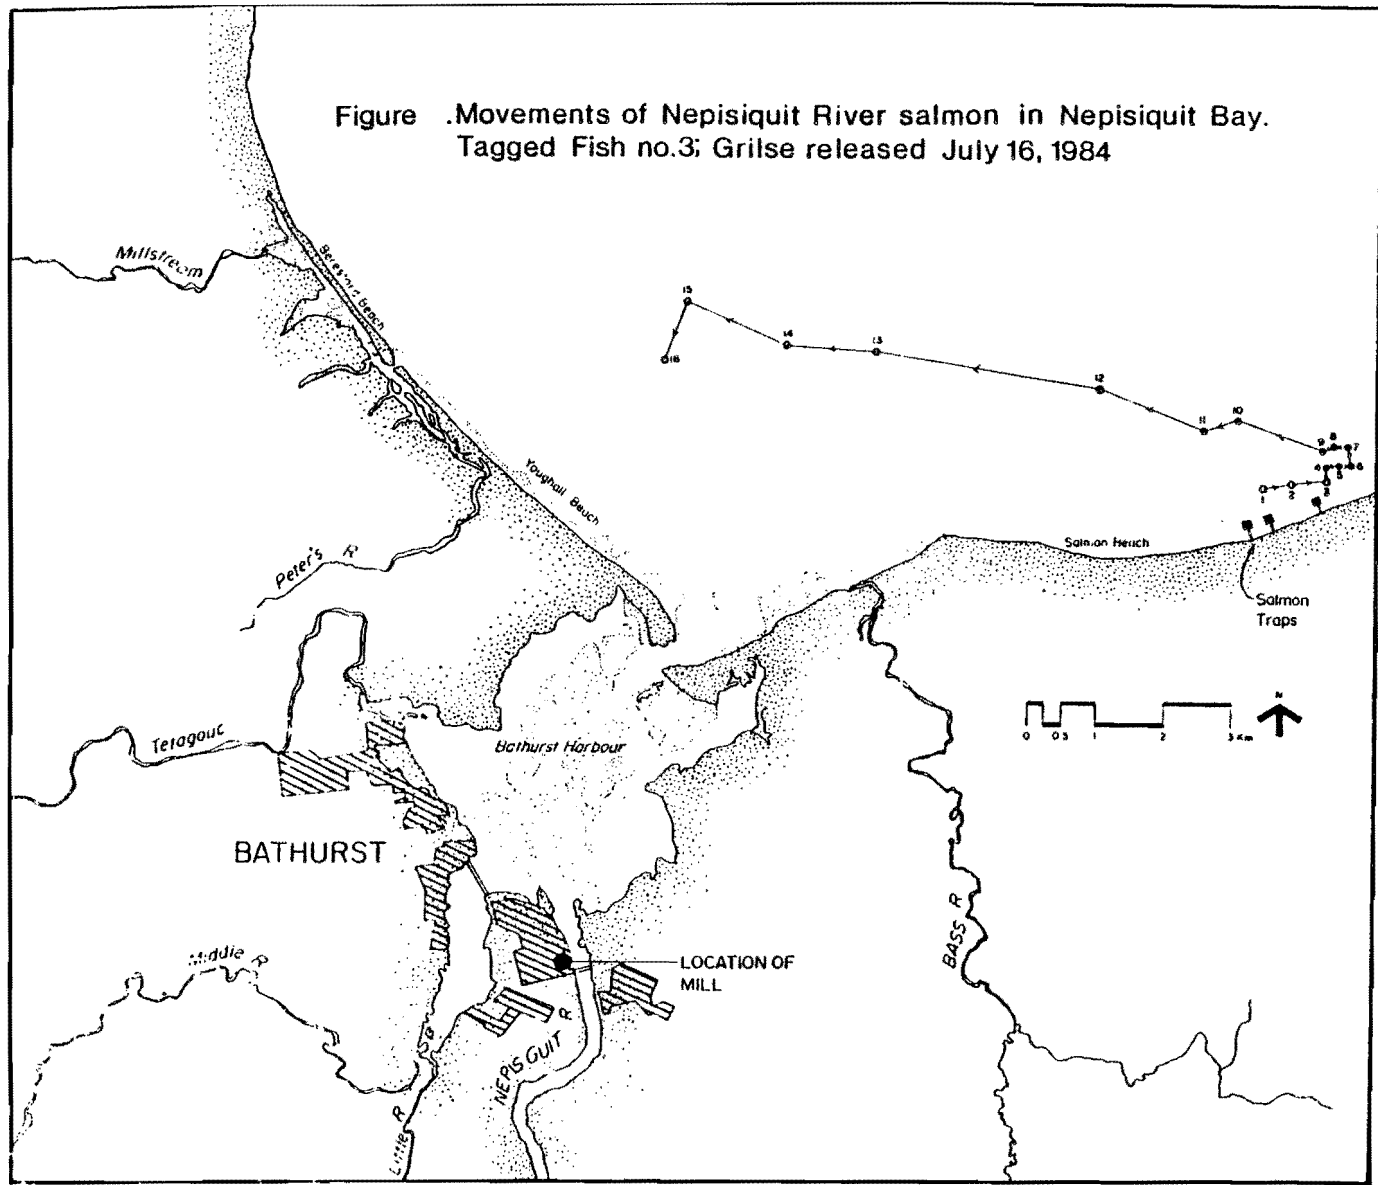 Figure .Movements of Nepisiquit River salmon in Nepisiquit Bay.
Tagged Fish no.3; Grilse released July 16, 1984
Millstream
Beresford Beach
15
14
13
16
12
11
10
9
8
7
4
5
6
1
2
3
Youghall Beach
Salmon Beach
Peter's R
Salmon
Traps
N
0 0.5 1 2 3 Km
Tetagouc
Bathurst Harbour
BATHURST
Middle R
LOCATION OF
MILL
BASS R
NEPISIGUIT R
Little R